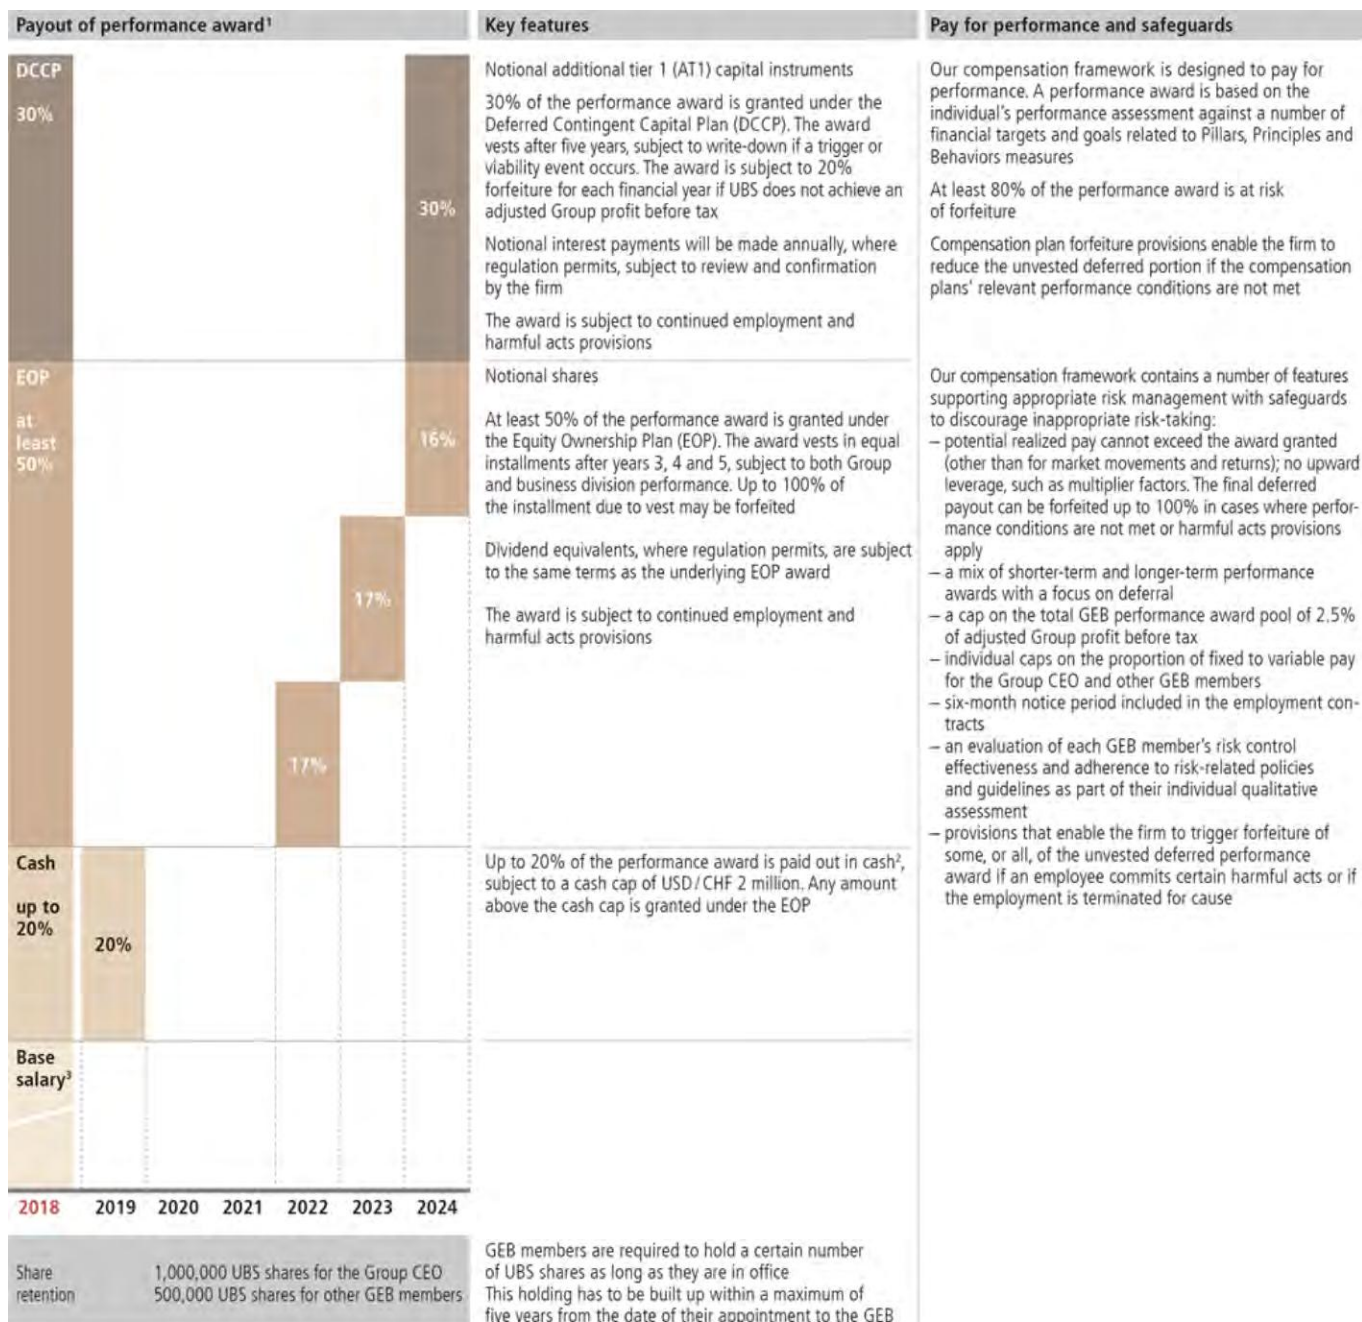 Payout of performance award¹
DCCP
30%
30%
EOP
at
least
50%
16%
17%
17%
Cash
up to
20%
20%
Base
salary³
2018 2019 2020 2021 2022 2023 2024
Share
retention
1,000,000 UBS shares for the Group CEO
500,000 UBS shares for other GEB members
Key features
Notional additional tier 1 (AT1) capital instruments
30% of the performance award is granted under the
Deferred Contingent Capital Plan (DCCP). The award
vests after five years, subject to write-down if a trigger or
viability event occurs. The award is subject to 20%
forfeiture for each financial year if UBS does not achieve an
adjusted Group profit before tax
Notional interest payments will be made annually, where
regulation permits, subject to review and confirmation
by the firm
The award is subject to continued employment and
harmful acts provisions
Notional shares
At least 50% of the performance award is granted under
the Equity Ownership Plan (EOP). The award vests in equal
installments after years 3, 4 and 5, subject to both Group
and business division performance. Up to 100% of
the installment due to vest may be forfeited
Dividend equivalents, where regulation permits, are subject
to the same terms as the underlying EOP award
The award is subject to continued employment and
harmful acts provisions
Up to 20% of the performance award is paid out in cash²,
subject to a cash cap of USD/CHF 2 million. Any amount
above the cash cap is granted under the EOP
GEB members are required to hold a certain number
of UBS shares as long as they are in office
This holding has to be built up within a maximum of
five years from the date of their appointment to the GEB
Pay for performance and safeguards
Our compensation framework is designed to pay for
performance. A performance award is based on the
individual's performance assessment against a number of
financial targets and goals related to Pillars, Principles and
Behaviors measures
At least 80% of the performance award is at risk
of forfeiture
Compensation plan forfeiture provisions enable the firm to
reduce the unvested deferred portion if the compensation
plans' relevant performance conditions are not met
Our compensation framework contains a number of features
supporting appropriate risk management with safeguards
to discourage inappropriate risk-taking:
– potential realized pay cannot exceed the award granted
(other than for market movements and returns); no upward
leverage, such as multiplier factors. The final deferred
payout can be forfeited up to 100% in cases where perfor-
mance conditions are not met or harmful acts provisions
apply
– a mix of shorter-term and longer-term performance
awards with a focus on deferral
– a cap on the total GEB performance award pool of 2.5%
of adjusted Group profit before tax
– individual caps on the proportion of fixed to variable pay
for the Group CEO and other GEB members
– six-month notice period included in the employment con-
tracts
– an evaluation of each GEB member's risk control
effectiveness and adherence to risk-related policies
and guidelines as part of their individual qualitative
assessment
– provisions that enable the firm to trigger forfeiture of
some, or all, of the unvested deferred performance
award if an employee commits certain harmful acts or if
the employment is terminated for cause